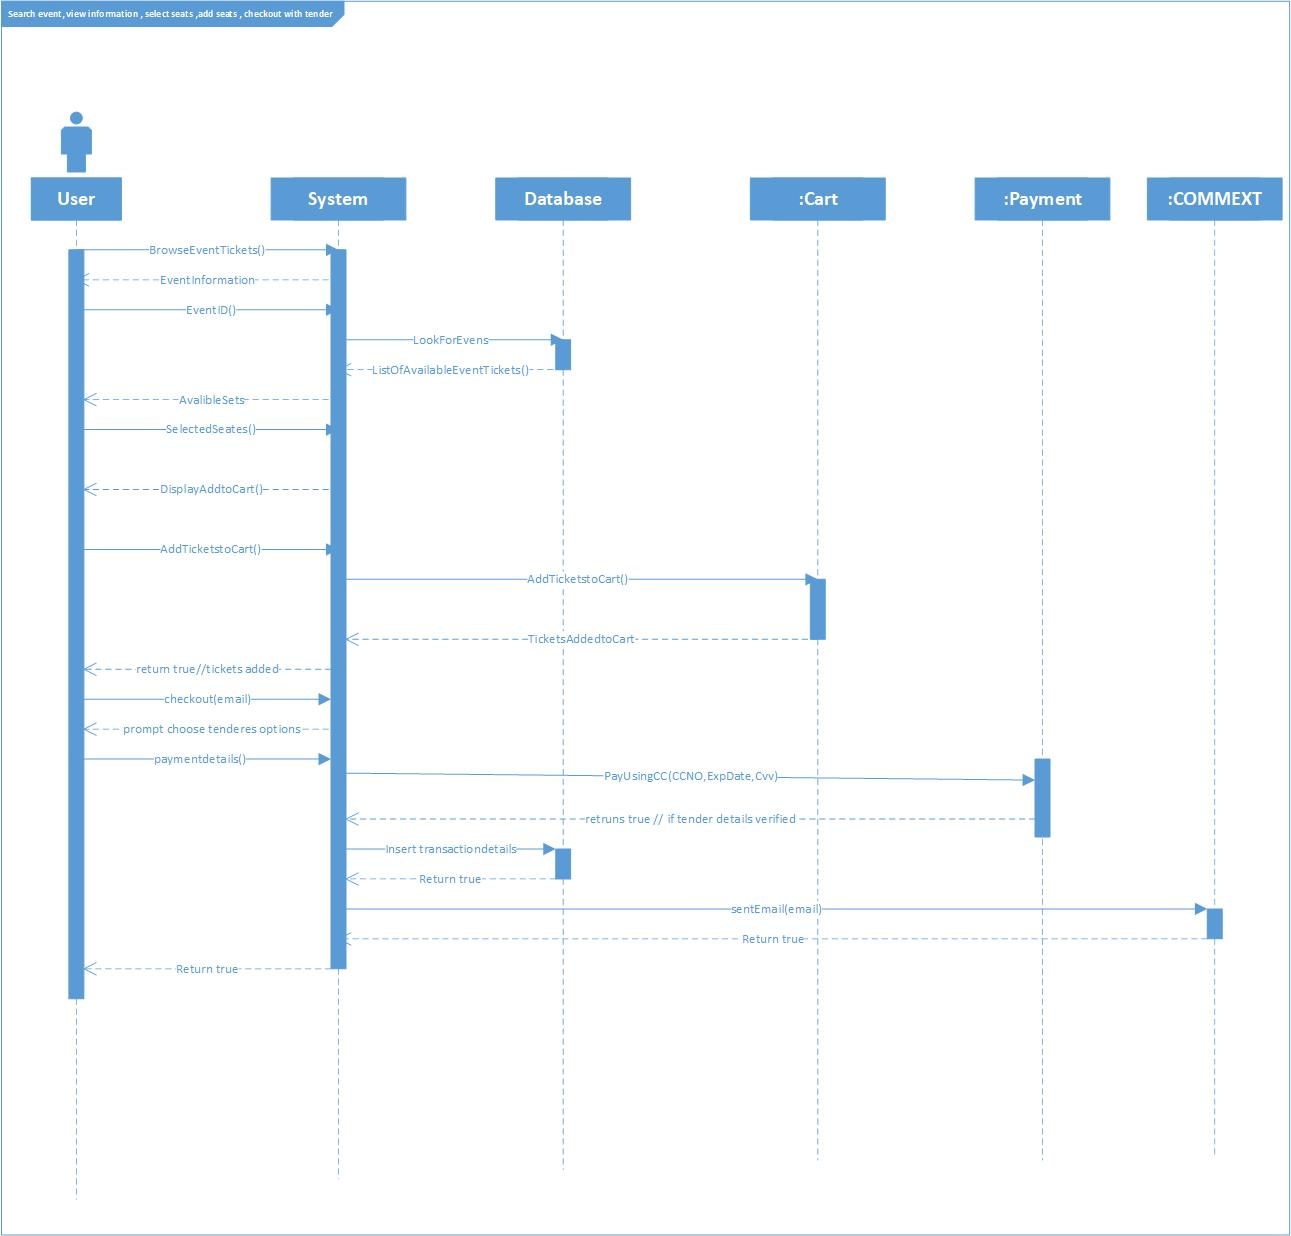 Search event, view information , select seats ,add seats , checkout with tender
User
System
Database
:Cart
:Payment
:COMMEXT
BrowseEventTickets()
EventInformation
EventID()
LookForEvens
ListOfAvailableEventTickets()
AvalibleSets
SelectedSeates()
DisplayAddtoCart()
AddTicketstoCart()
AddTicketstoCart()
TicketsAddedtoCart
return true//tickets added
checkout(email)
prompt choose tenderes options
paymentdetails()
PayUsingCC(CCNO,ExpDate,Cvv)
retruns true // if tender details verified
Insert transactiondetails
Return true
sentEmail(email)
Return true
Return true